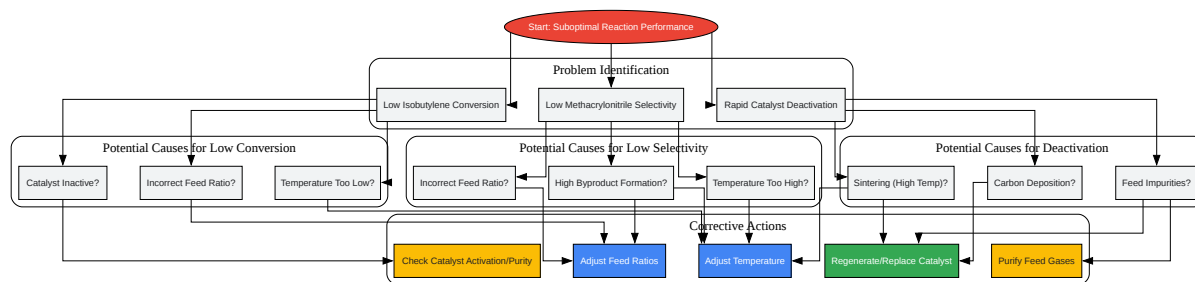 Start: Suboptimal Reaction Performance
Problem Identification
Low Isobutylene Conversion
Low Methacrylonitrile Selectivity
Rapid Catalyst Deactivation
Potential Causes for Low Conversion
Potential Causes for Low Selectivity
Potential Causes for Deactivation
Catalyst Inactive?
Incorrect Feed Ratio?
Temperature Too Low?
Incorrect Feed Ratio?
High Byproduct Formation?
Temperature Too High?
Sintering (High Temp)?
Carbon Deposition?
Feed Impurities?
Corrective Actions
Check Catalyst Activation/Purity
Adjust Feed Ratios
Adjust Temperature
Regenerate/Replace Catalyst
Purify Feed Gases